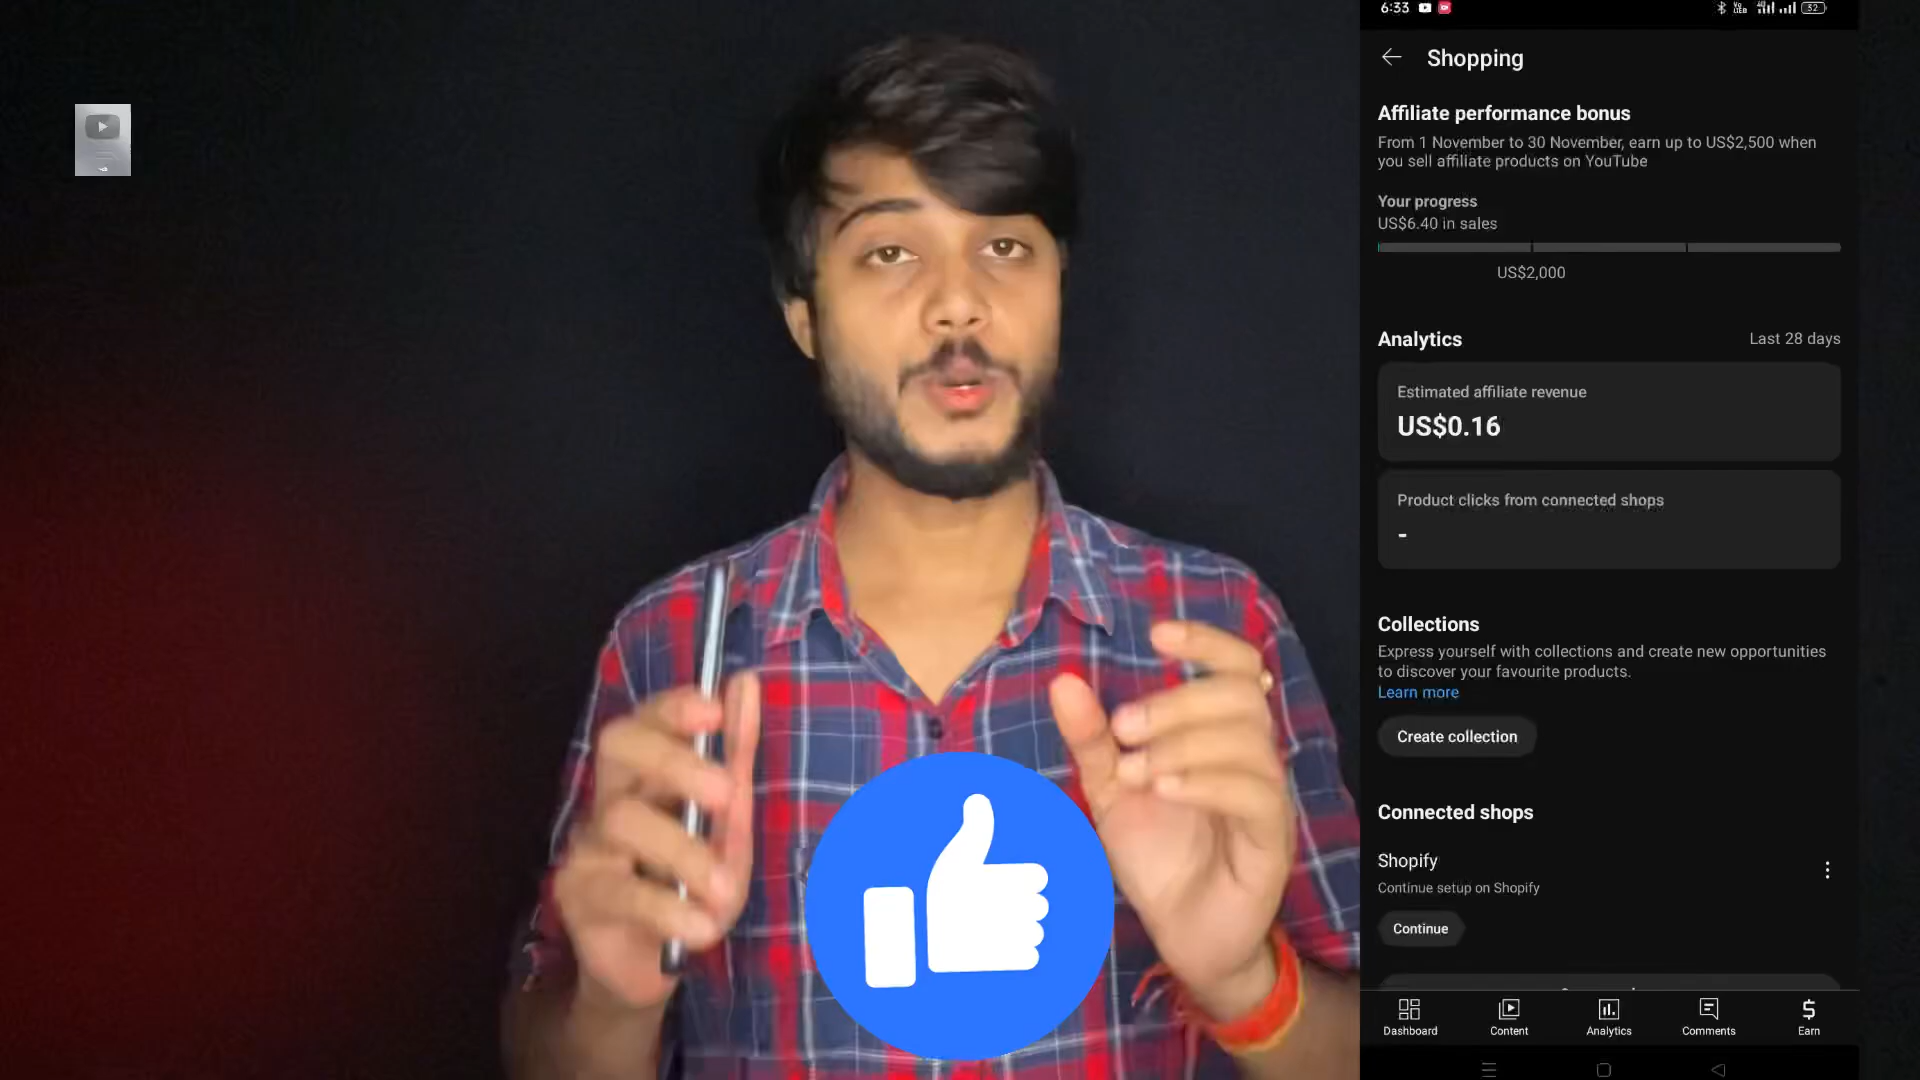 6:33
32
Shopping
Affiliate performance bonus
From 1 November to 30 November, earn up to US$2,500 when
you sell affiliate products on YouTube
Your progress
US$6.40 in sales
US$2,000
Analytics
Last 28 days
Estimated affiliate revenue
US$0.16
Product clicks from connected shops
-
Collections
Express yourself with collections and create new opportunities
to discover your favourite products.
Learn more
Create collection
Connected shops
Shopify
Continue setup on Shopify
Continue
Dashboard
Content
Analytics
Comments
Earn